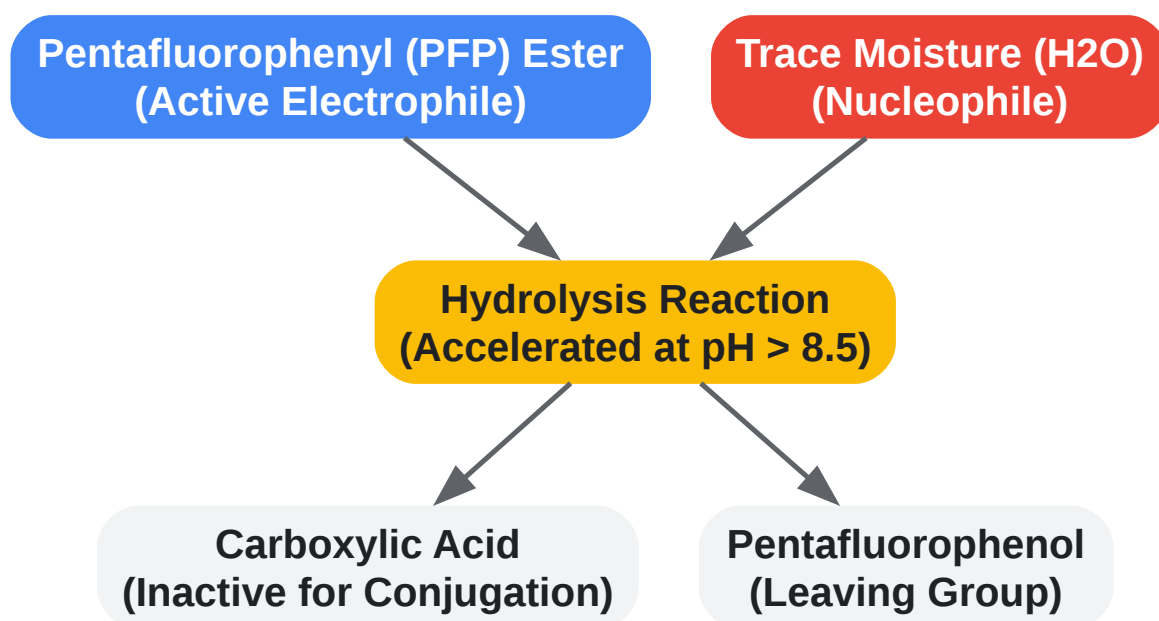 Pentafluorophenyl (PFP) Ester
(Active Electrophile)
Trace Moisture (H2O)
(Nucleophile)
Hydrolysis Reaction
(Accelerated at pH > 8.5)
Carboxylic Acid
(Inactive for Conjugation)
Pentafluorophenol
(Leaving Group)